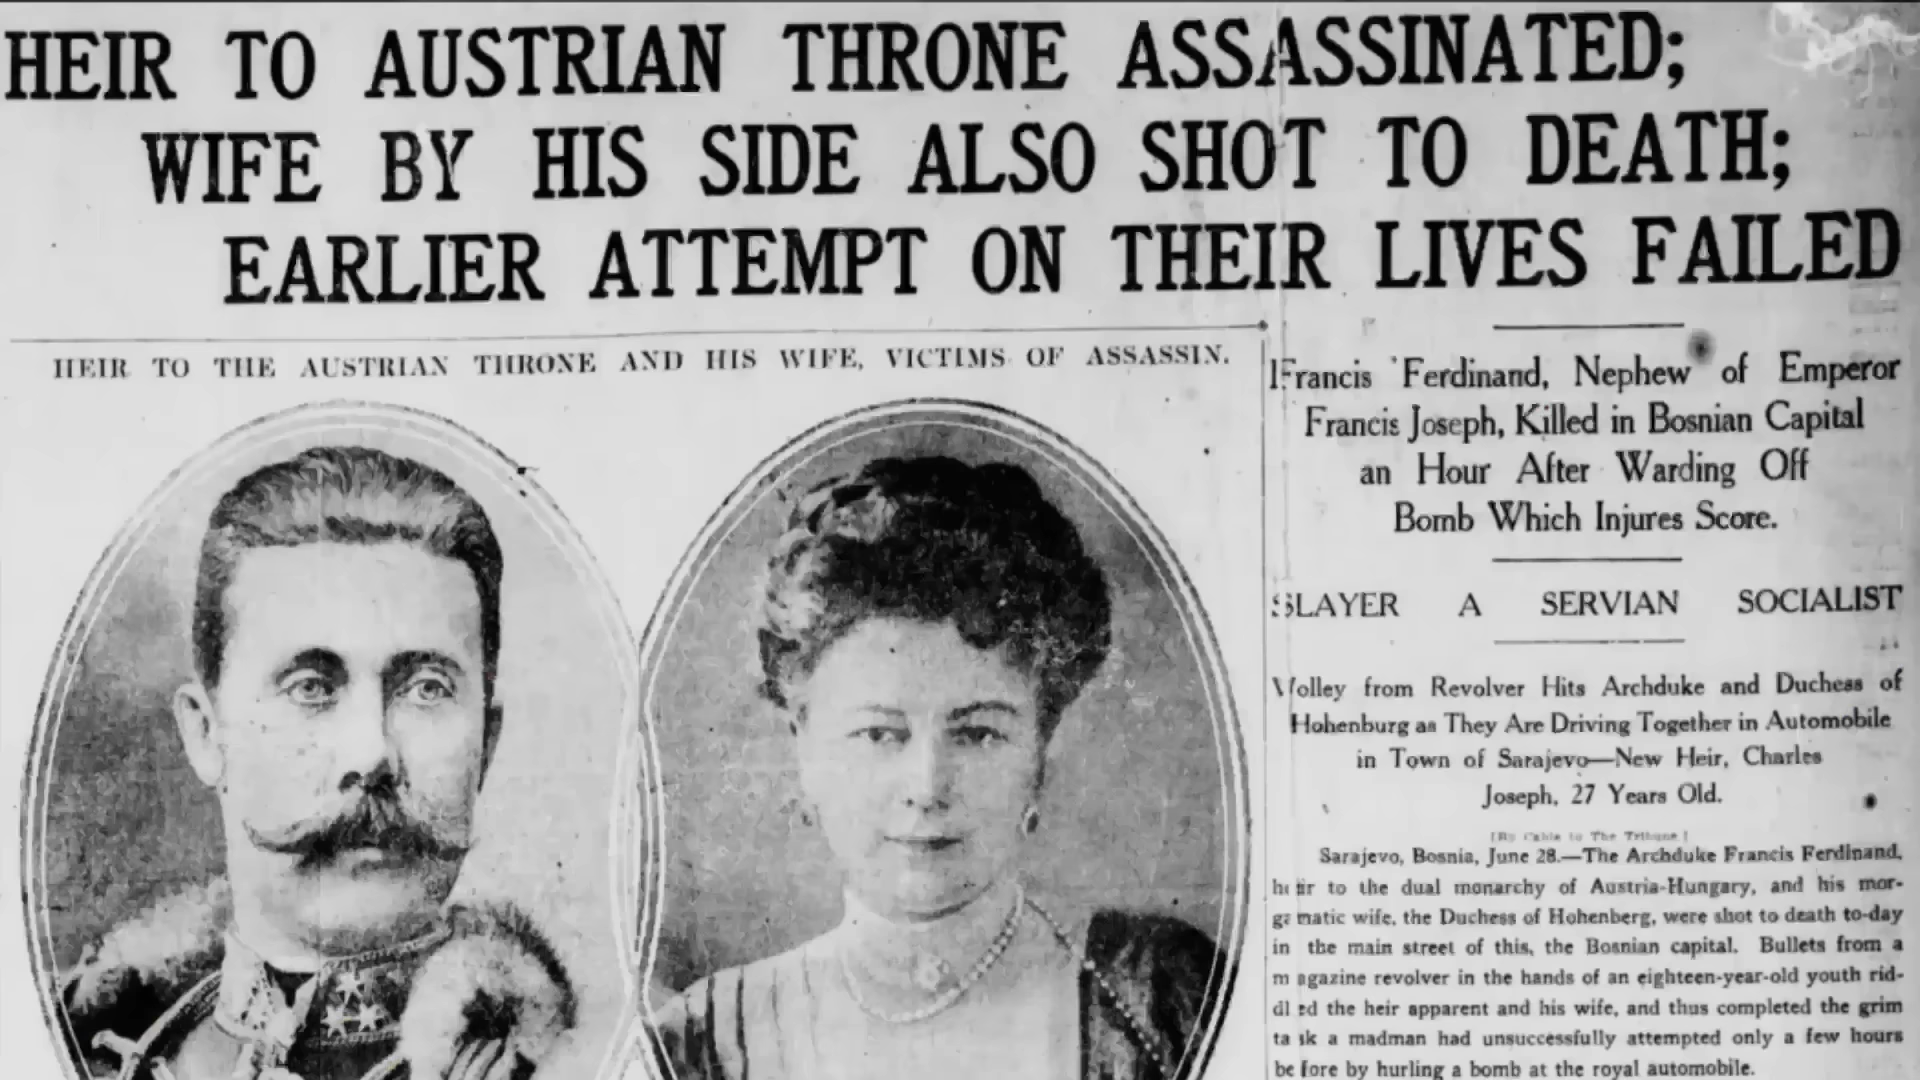 HEIR TO AUSTRIAN THRONE ASSASSINATED;
WIFE BY HIS SIDE ALSO SHOT TO DEATH;
EARLIER ATTEMPT ON THEIR LIVES FAILED
HEIR TO THE AUSTRIAN THRONE AND HIS WIFE, VICTIMS OF ASSASSIN.
Francis Ferdinand, Nephew of Emperor
Francis Joseph, Killed in Bosnian Capital
an Hour After Warding Off
Bomb Which Injures Score.
SLAYER A SERVIAN SOCIALIST
Volley from Revolver Hits Archduke and Duchess of
Hohenburg as They Are Driving Together in Automobile
in Town of Sarajevo—New Heir, Charles
Joseph, 27 Years Old.
[By Cable to The Tribune]
Sarajevo, Bosnia, June 28.—The Archduke Francis Ferdinand,
heir to the dual monarchy of Austria-Hungary, and his mor-
ganatic wife, the Duchess of Hohenberg, were shot to death to-day
in the main street of this, the Bosnian capital. Bullets from a
magazine revolver in the hands of an eighteen-year-old youth rid-
dled the heir apparent and his wife, and thus completed the grim
task a madman had unsuccessfully attempted only a few hours
before by hurling a bomb at the royal automobile.